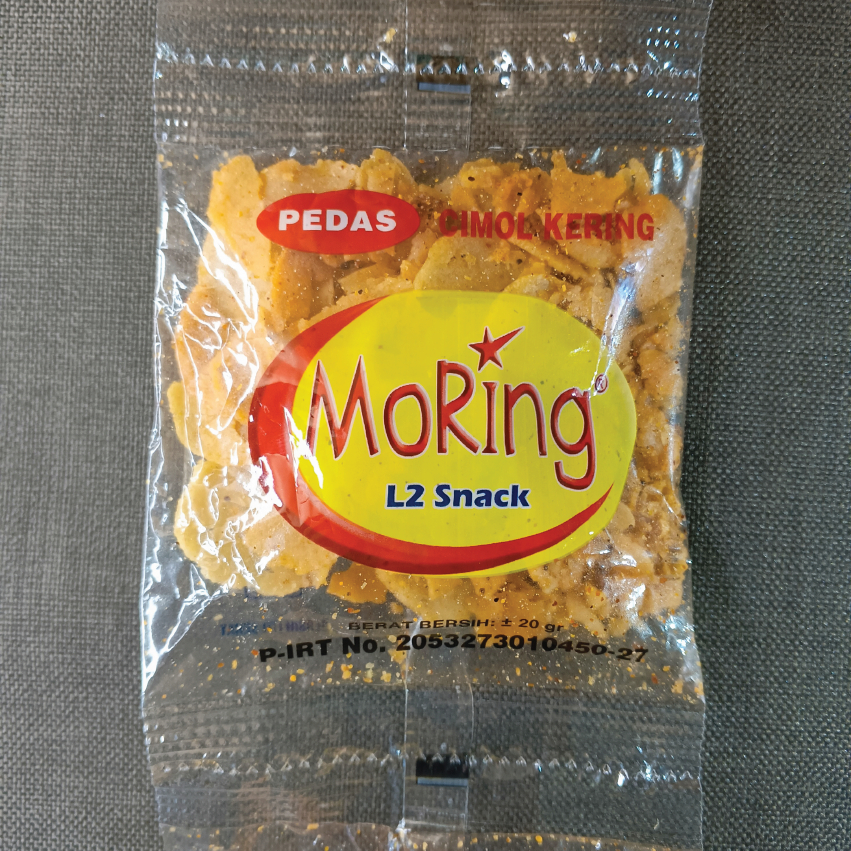 PEDAS CIMOL KERING
MoRing®
L2 Snack
BERAT BERSIH: ± 20 gr
P-IRT No. 2053273010450-27